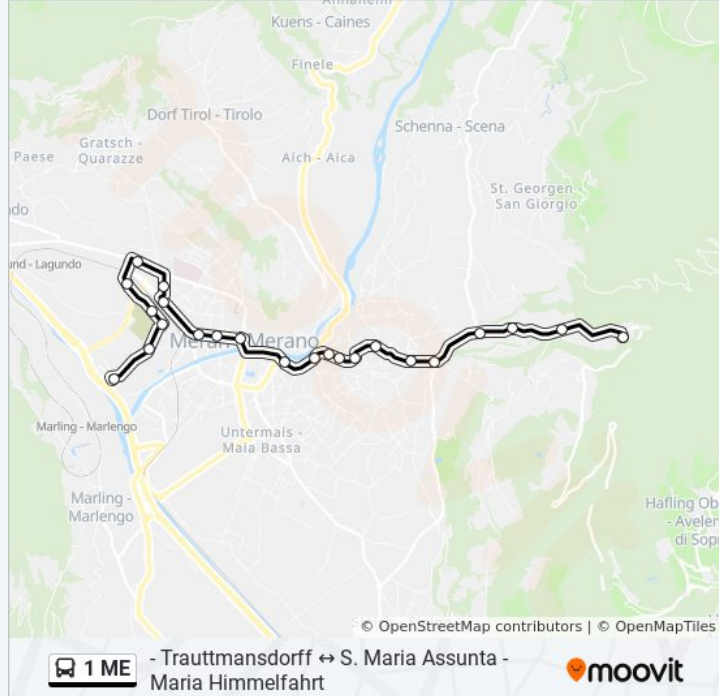 Kuens - Caines
Finele
Dorf Tirol - Tirolo
Schenna - Scena
Gratsch -
Quarazze
Paese
Aich - Aica
St. Georgen -
San Giorgio
ndo
und - Lagundo
Meran - Merano
Marling - Marlengo
Untermais -
Maia Bassa
Marling -
Marlengo
Hafling Ob
- Avelen
di Sop
© OpenStreetMap contributors | © OpenMapTiles
1 ME
- Trauttmansdorff ↔ S. Maria Assunta -
Maria Himmelfahrt
moovit